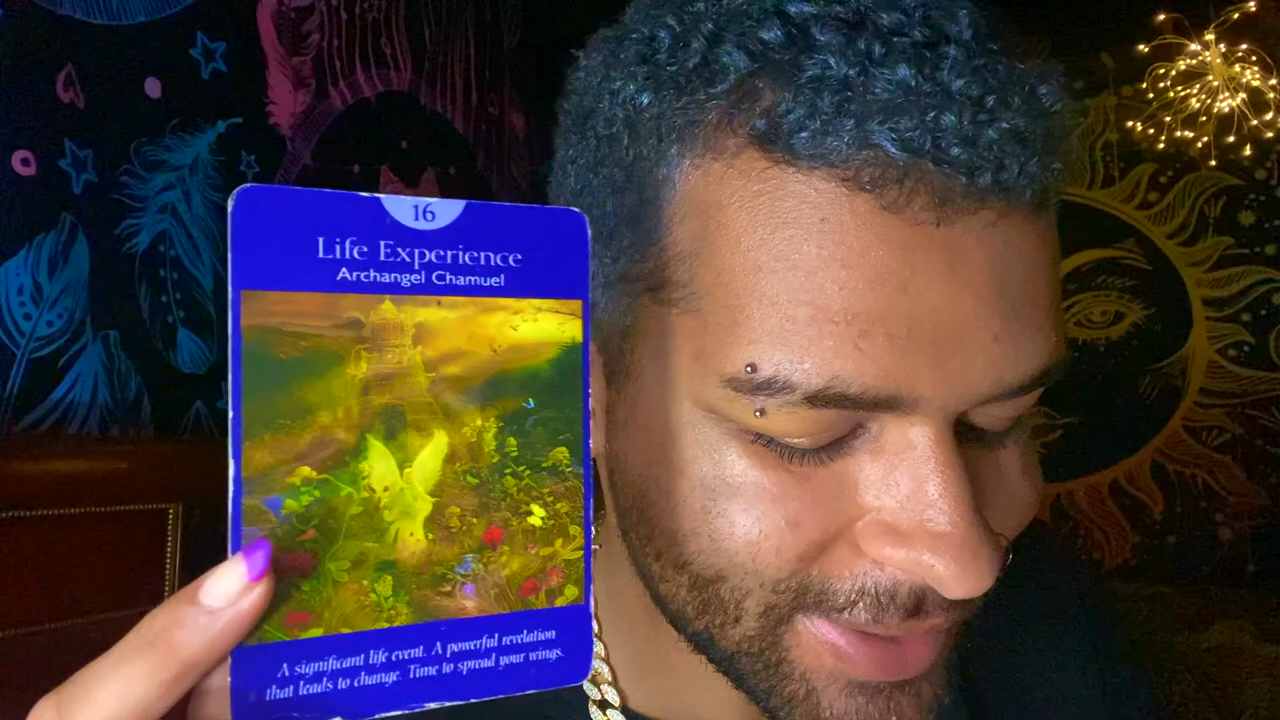 16
Life Experience
Archangel Chamuel
A significant life event. A powerful revelation
that leads to change. Time to spread your wings.